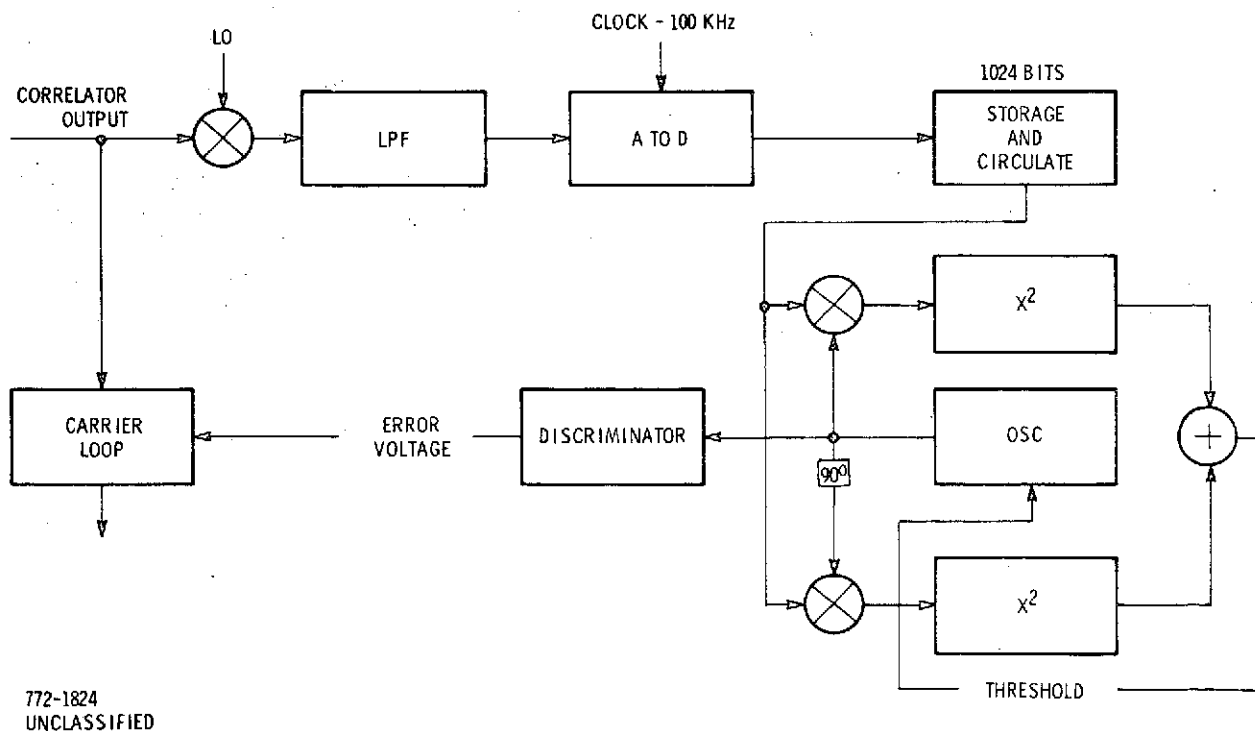 CLOCK - 100 KHz
LO
1024 BITS
CORRELATOR
OUTPUT
LPF
A TO D
STORAGE
AND
CIRCULATE
X²
CARRIER
LOOP
ERROR
VOLTAGE
DISCRIMINATOR
OSC
+
90⁰
X²
THRESHOLD
772-1824
UNCLASSIFIED